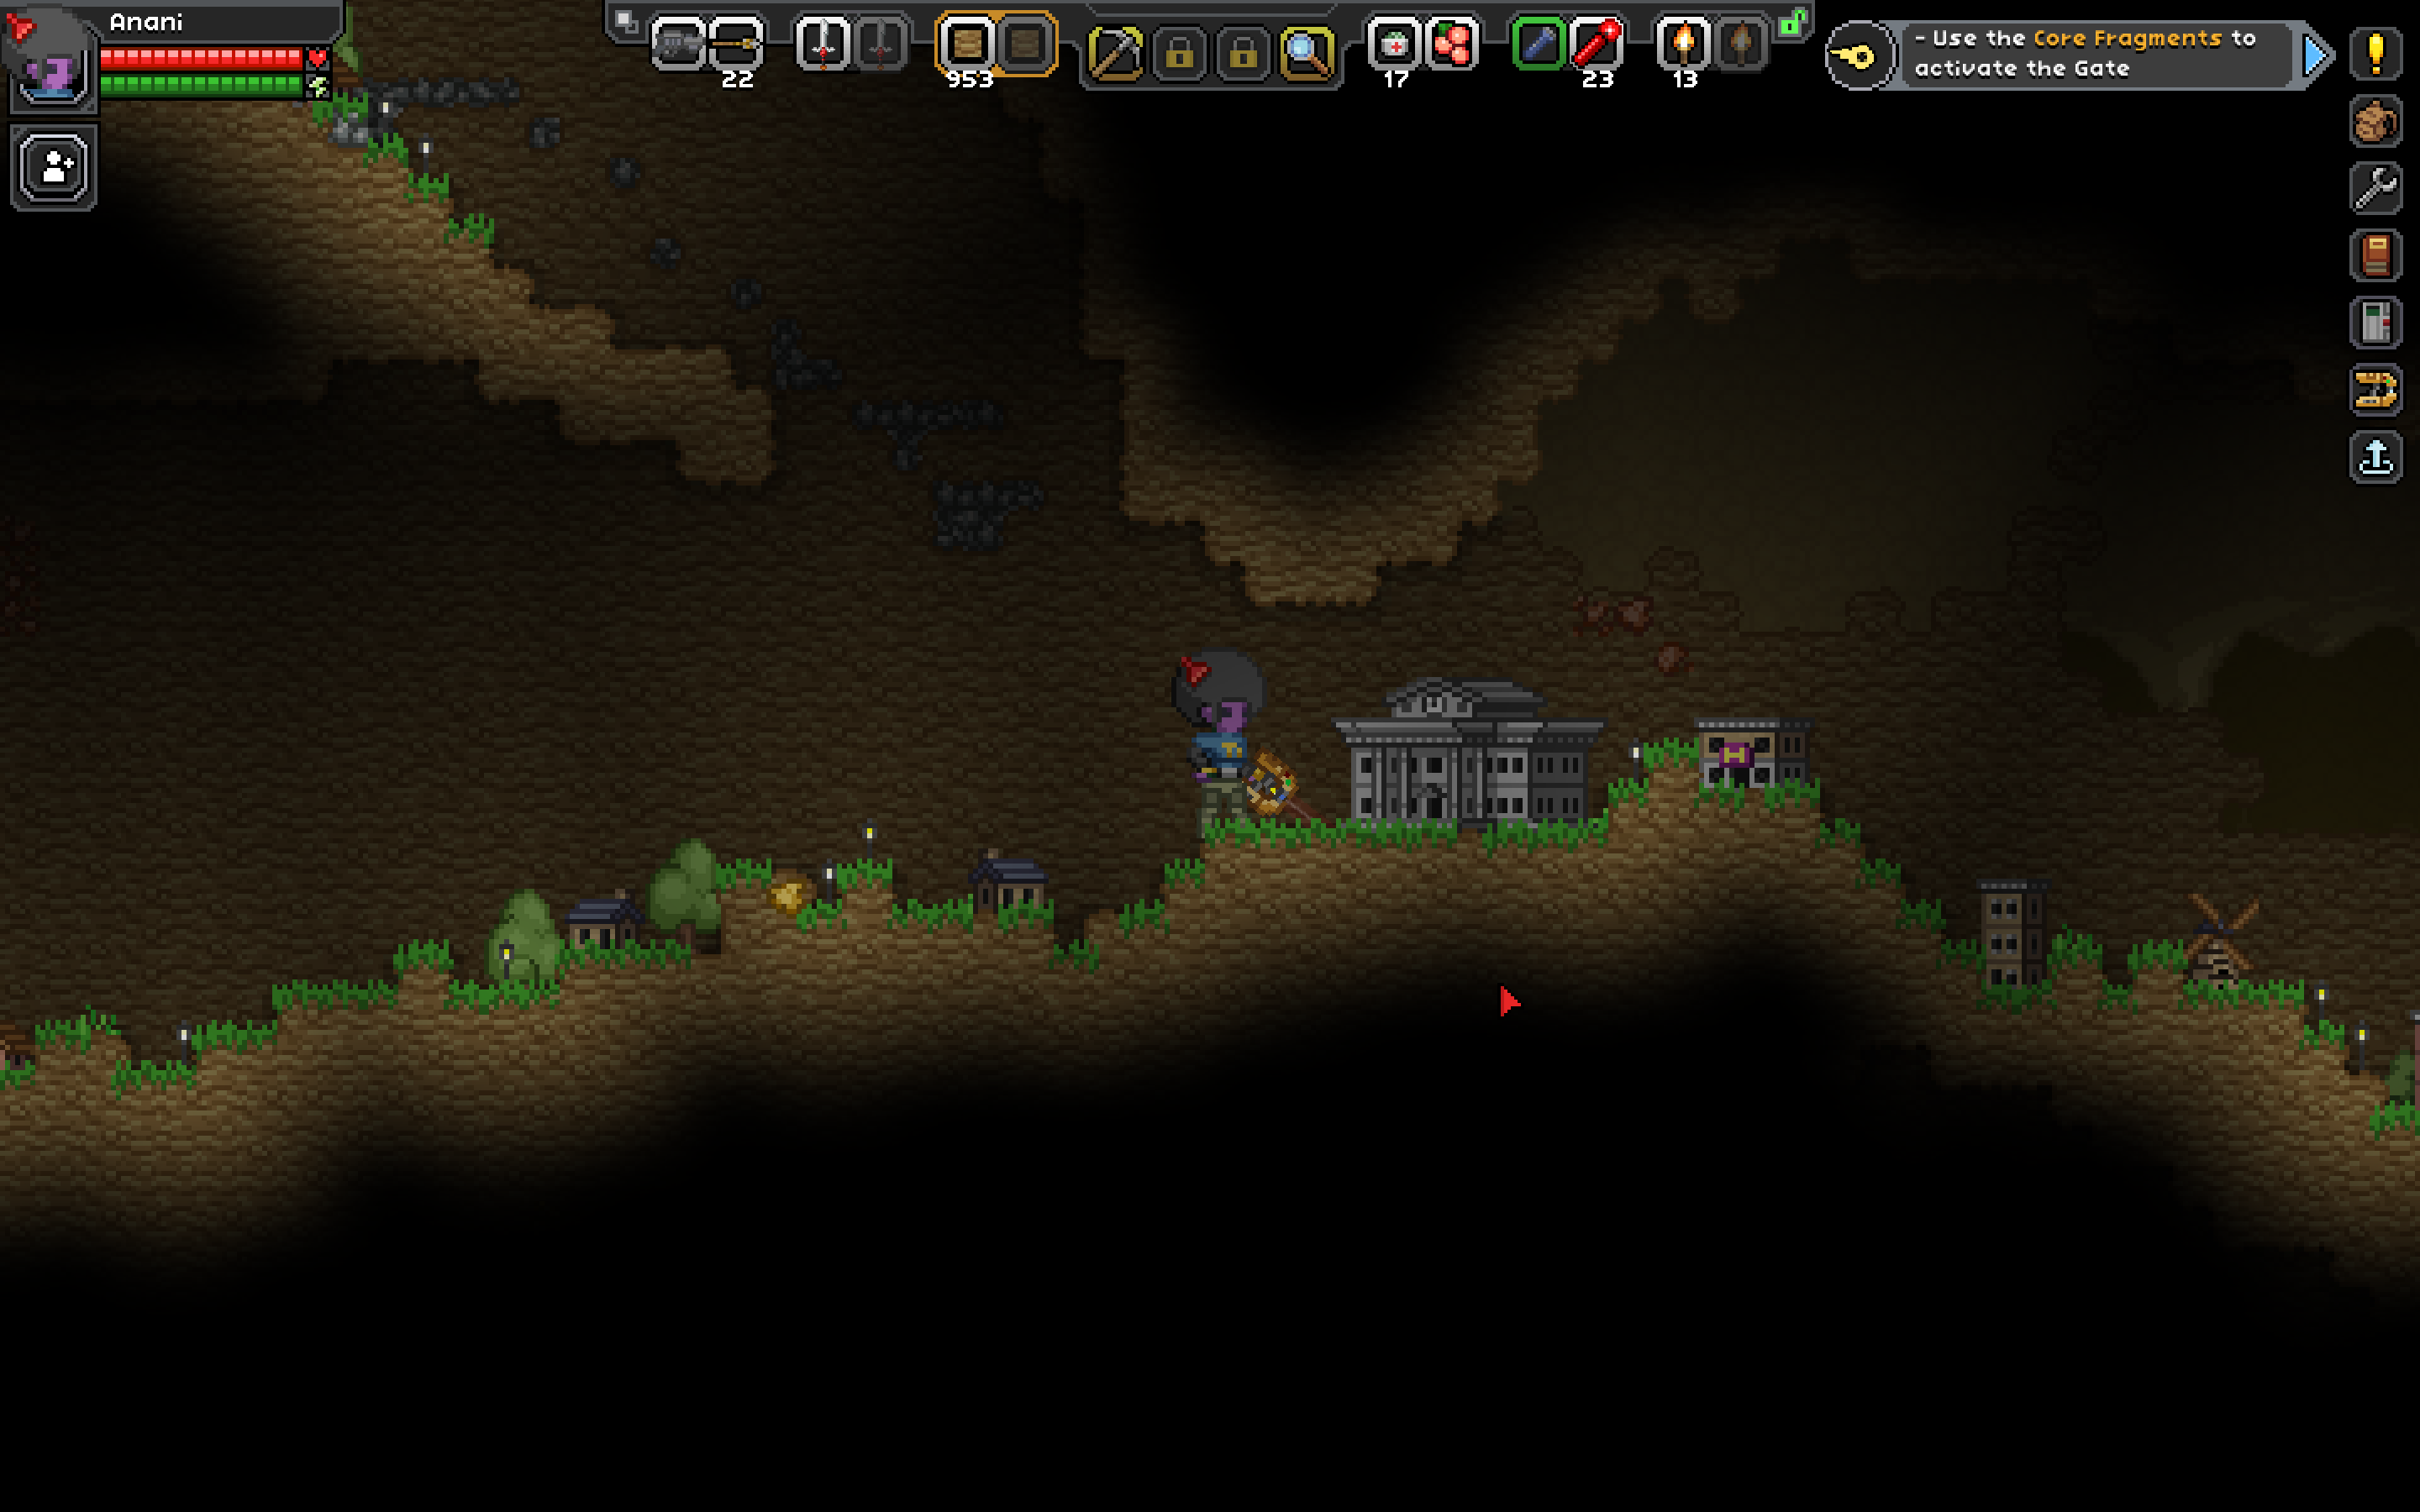 Anani
22
953
17
23
13
- Use the Core Fragments to
activate the Gate